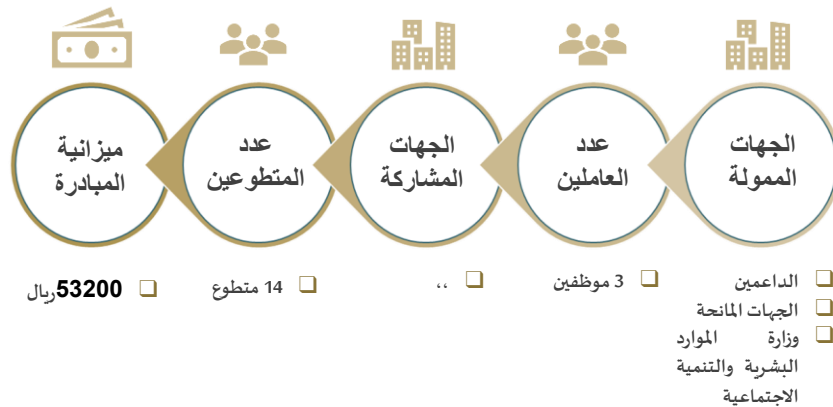 الجهات
الممولة
عدد
العاملين
الجهات
المشاركة
عدد
المتطوعين
ميزانية
المبادرة
الداعمين
الجهات المانحة
وزارة الموارد
البشرية والتنمية
الاجتماعية
3 موظفين
،،
14 متطوع
53200ريال